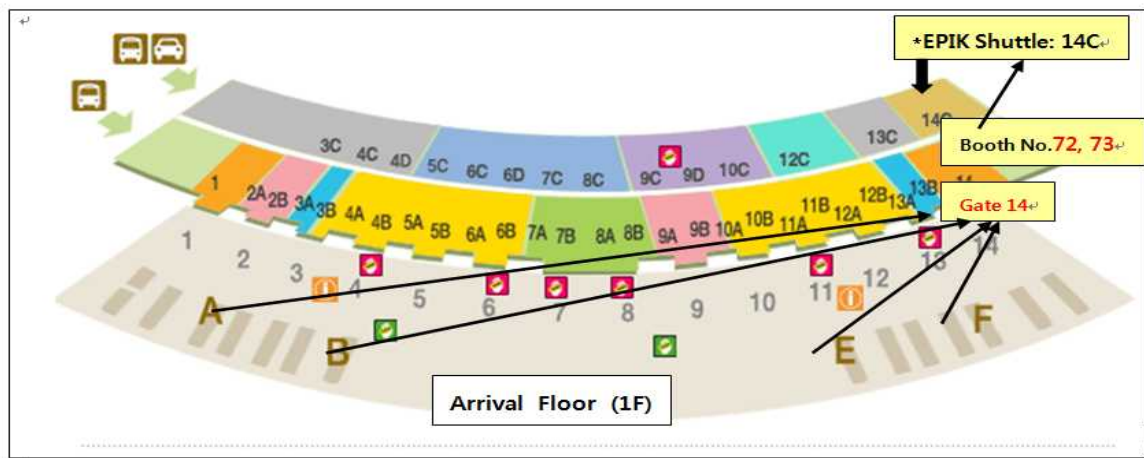 *EPIK Shuttle: 14C
Booth No.72, 73
Gate 14
3C 4C 4D 5C 6C 6D 7C 8C 9C 9D 10C 12C 13C 14C
1 2A 2B 3A 3B 4A 4B 5A 5B 6A 6B 7A 7B 8A 8B 9A 9B 10A 10B 11A 11B 12A 12B 13A 13B
1 2 3 4 5 6 7 8 9 10 11 12 13 14
A B E F
Arrival Floor (1F)